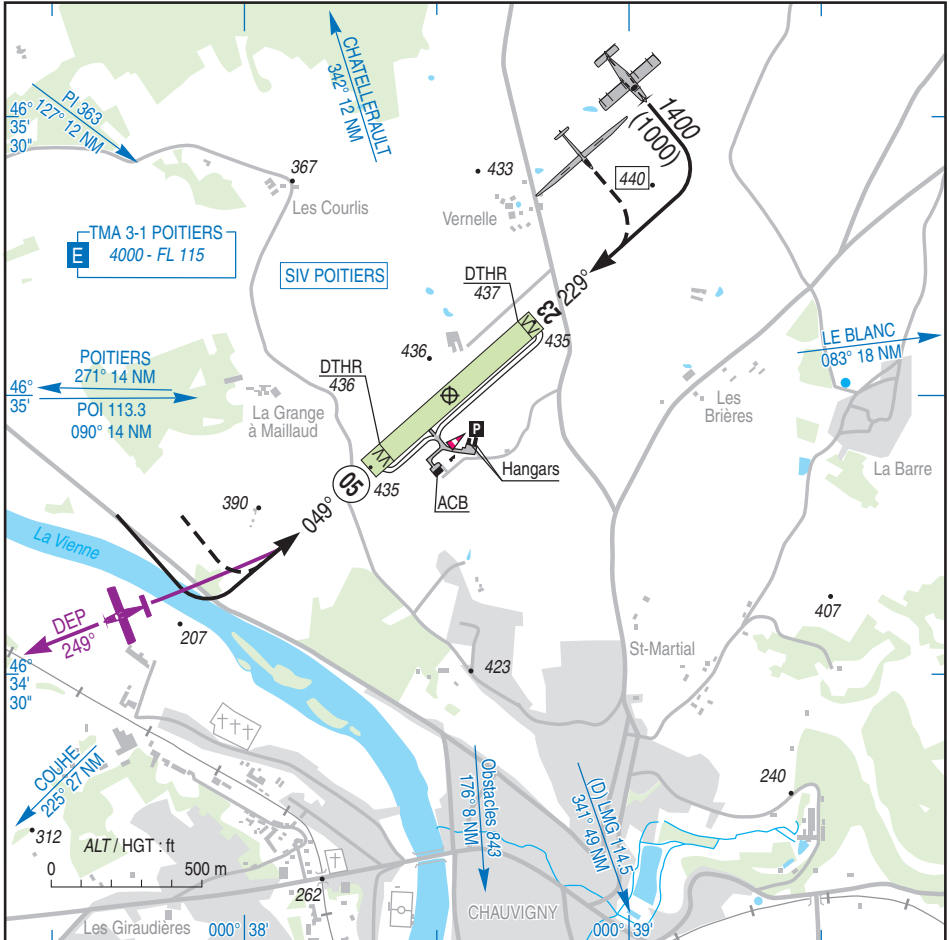 CHATELLERAULT
342° 12 NM
PI 363
127° 12 NM
46°
35'
30"
1400
(1000)
367
433
440
Les Courlis
Vernelle
TMA 3-1 POITIERS
E
4000 - FL 115
SIV POITIERS
DTHR
437
23
229°
435
LE BLANC
083° 18 NM
436
DTHR
436
POITIERS
271° 14 NM
POI 113.3
090° 14 NM
46°
35'
La Grange
à Maillaud
Les
Brières
P
Hangars
La Barre
ACB
05
435
049°
390
La Vienne
DEP
249°
207
407
St-Martial
423
46°
34'
30"
COUHE
225° 27 NM
Obstacles 843
176° 8 NM
(D) LMG 114.5
341° 49 NM
240
312
ALT / HGT : ft
0
500 m
262
CHAUVIGNY
Les Giraudières
000° 38'
000° 39'